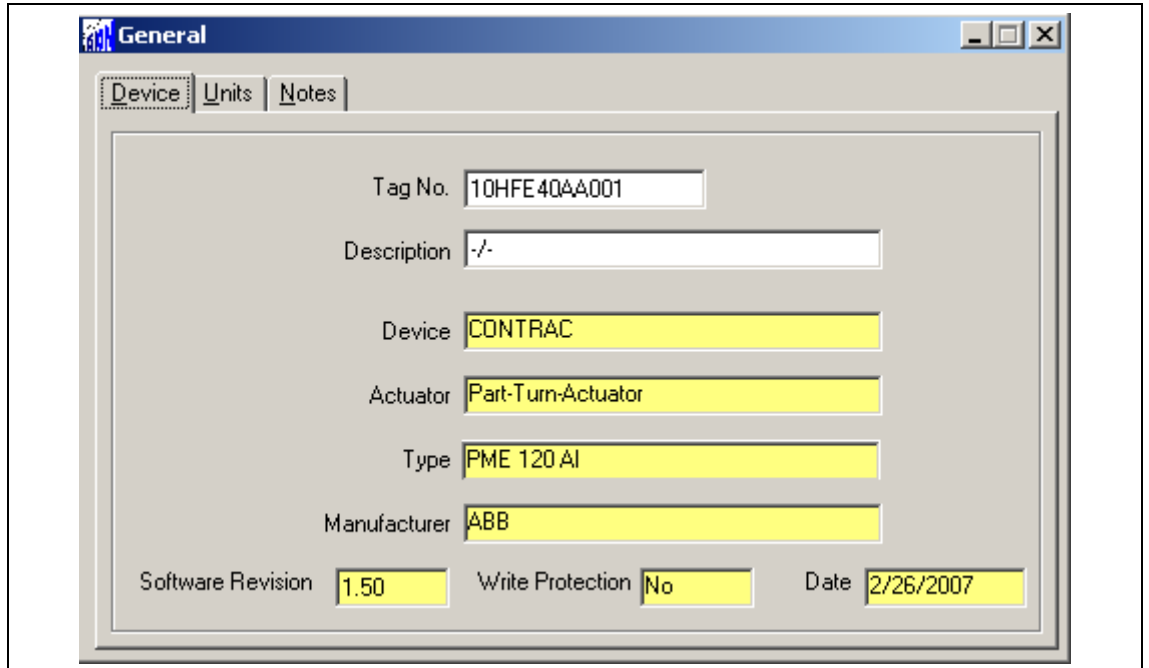 General
Device Units Notes
Tag No. 10HFE40AA001
Description -/-
Device CONTRAC
Actuator Part-Turn-Actuator
Type PME 120 AI
Manufacturer ABB
Software Revision 1.50 Write Protection No Date 2/26/2007